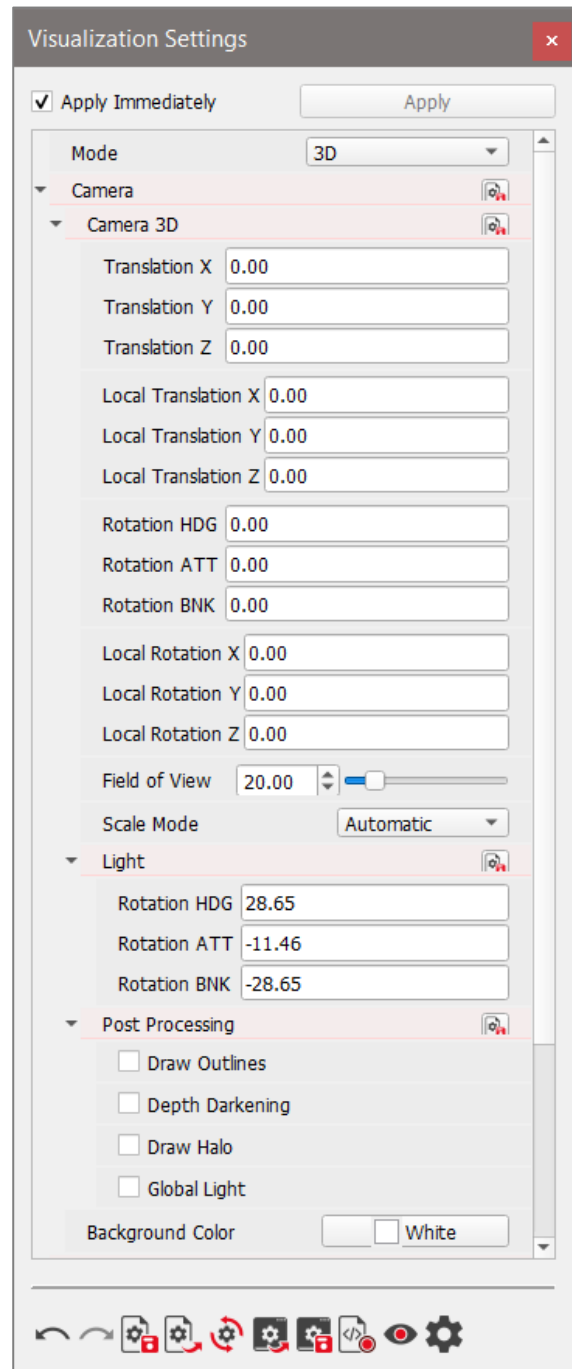 Visualization Settings
Apply Immediately Apply
Mode 3D
Camera
Camera 3D
Translation X 0.00
Translation Y 0.00
Translation Z 0.00
Local Translation X 0.00
Local Translation Y 0.00
Local Translation Z 0.00
Rotation HDG 0.00
Rotation ATT 0.00
Rotation BNK 0.00
Local Rotation X 0.00
Local Rotation Y 0.00
Local Rotation Z 0.00
Field of View 20.00
Scale Mode Automatic
Light
Rotation HDG 28.65
Rotation ATT -11.46
Rotation BNK -28.65
Post Processing
Draw Outlines
Depth Darkening
Draw Halo
Global Light
Background Color White